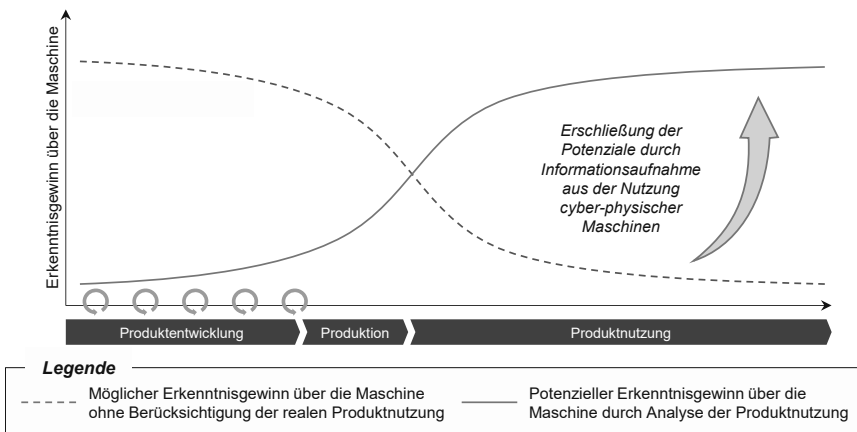 Erkenntnisgewinn über die Maschine
Erschließung der
Potenziale durch
Informationsaufnahme
aus der Nutzung
cyber-physischer
Maschinen
Produktentwicklung
Produktion
Produktnutzung
Legende
Möglicher Erkenntnisgewinn über die Maschine
ohne Berücksichtigung der realen Produktnutzung
Potenzieller Erkenntnisgewinn über die
Maschine durch Analyse der Produktnutzung